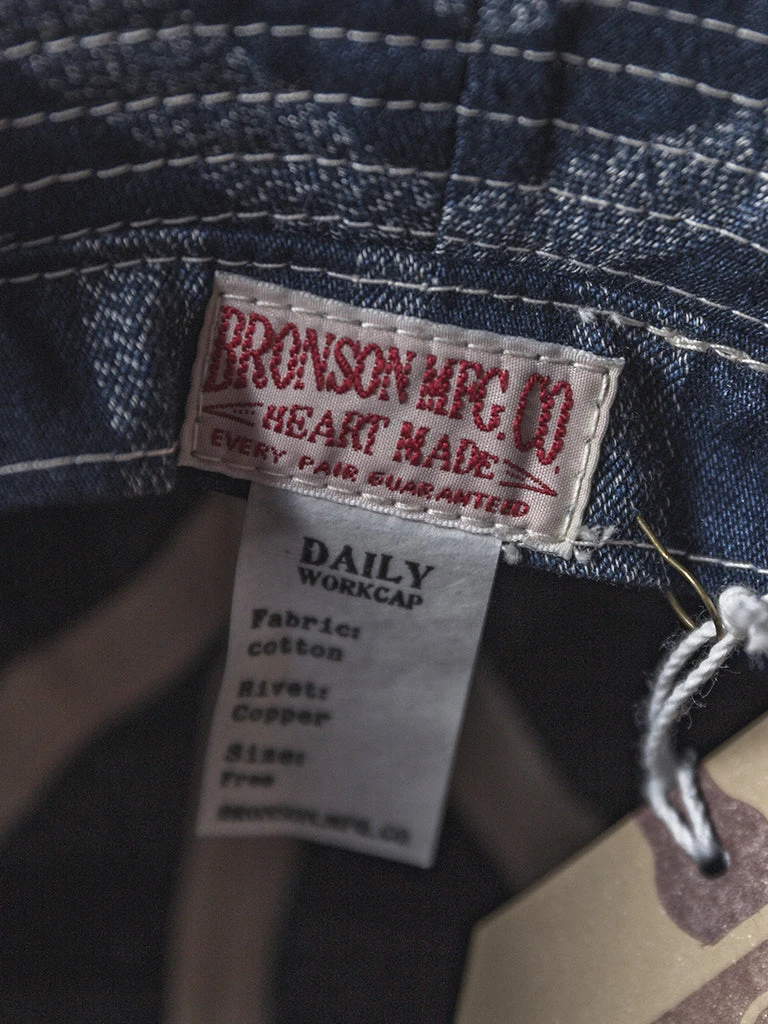 BRONSON MFG. CO.
HEART MADE
EVERY PAIR GUARANTEED
DAILY
WORKCAP
Fabric:
cotton
Rivet:
Copper
Size:
Free
BRONSON.MFG.CO